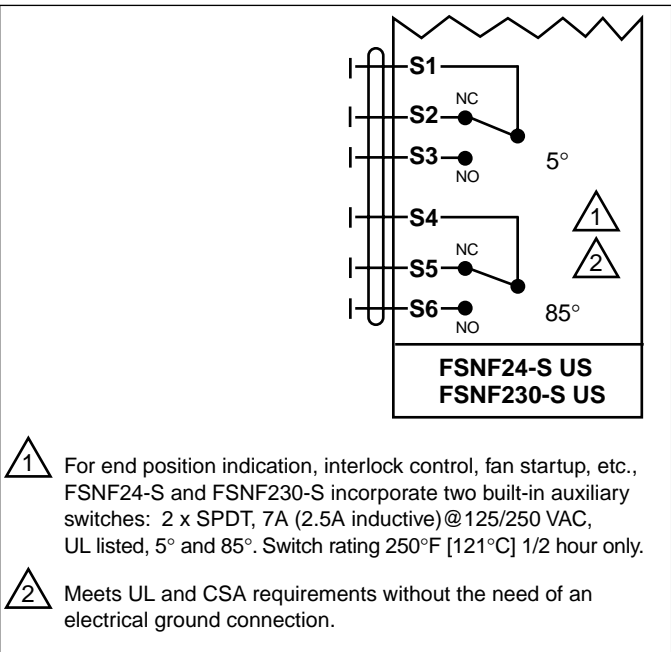 S1
NC
S2
S3
NO
5°
S4
1
NC
S5
2
S6
NO
85°
FSNF24-S US
FSNF230-S US
1 For end position indication, interlock control, fan startup, etc.,
FSNF24-S and FSNF230-S incorporate two built-in auxiliary
switches: 2 x SPDT, 7A (2.5A inductive)@125/250 VAC,
UL listed, 5° and 85°. Switch rating 250°F [121°C] 1/2 hour only.
2 Meets UL and CSA requirements without the need of an
electrical ground connection.